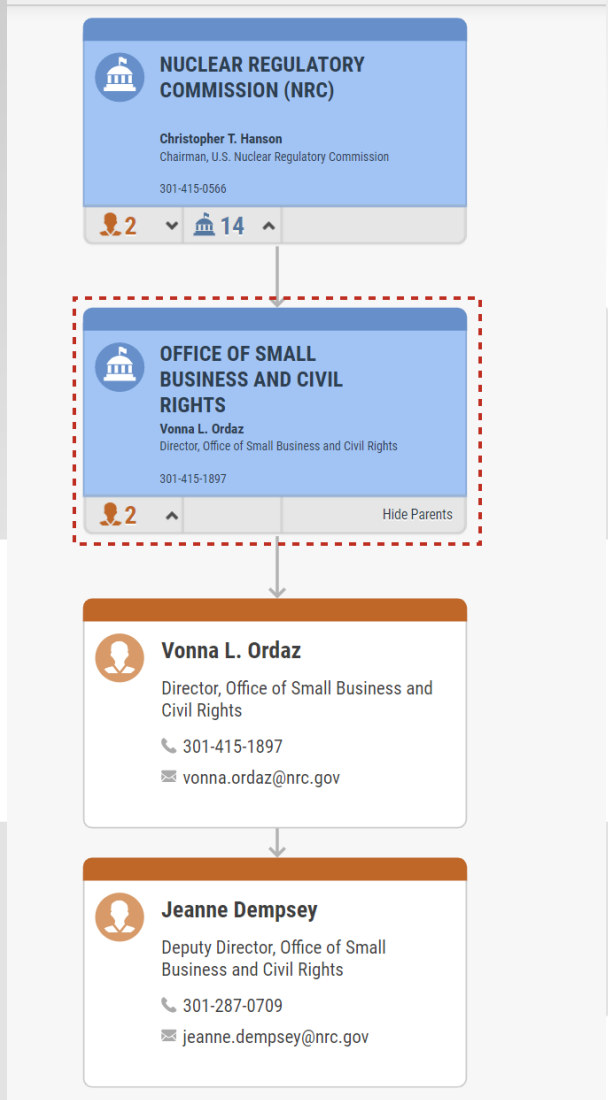 NUCLEAR REGULATORY
COMMISSION (NRC)
Christopher T. Hanson
Chairman, U.S. Nuclear Regulatory Commission
301-415-0566
2
14
OFFICE OF SMALL
BUSINESS AND CIVIL
RIGHTS
Vonna L. Ordaz
Director, Office of Small Business and Civil Rights
301-415-1897
2
Hide Parents
Vonna L. Ordaz
Director, Office of Small Business and
Civil Rights
301-415-1897
vonna.ordaz@nrc.gov
Jeanne Dempsey
Deputy Director, Office of Small
Business and Civil Rights
301-287-0709
jeanne.dempsey@nrc.gov